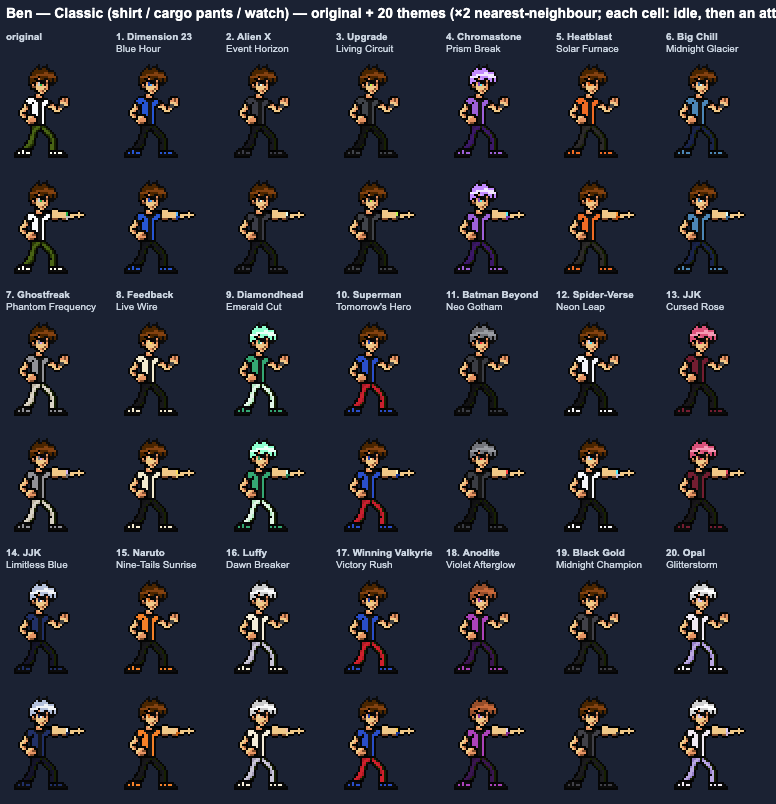 Ben — Classic (shirt / cargo pants / watch) — original + 20 themes (×2 nearest-neighbour; each cell: idle, then an att
original
1. Dimension 23
Blue Hour
2. Alien X
Event Horizon
3. Upgrade
Living Circuit
4. Chromastone
Prism Break
5. Heatblast
Solar Furnace
6. Big Chill
Midnight Glacier
7. Ghostfreak
Phantom Frequency
8. Feedback
Live Wire
9. Diamondhead
Emerald Cut
10. Superman
Tomorrow's Hero
11. Batman Beyond
Neo Gotham
12. Spider-Verse
Neon Leap
13. JJK
Cursed Rose
14. JJK
Limitless Blue
15. Naruto
Nine-Tails Sunrise
16. Luffy
Dawn Breaker
17. Winning Valkyrie
Victory Rush
18. Anodite
Violet Afterglow
19. Black Gold
Midnight Champion
20. Opal
Glitterstorm